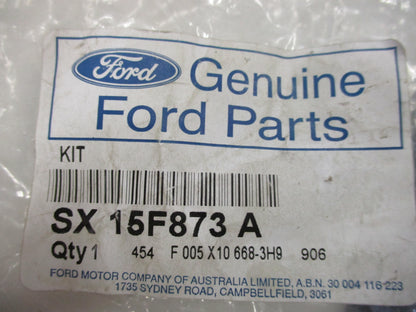 Ford Genuine
Ford Parts
KIT
SX 15F873 A
Qty 1 454 F 005 X10 668-3H9 906
FORD MOTOR COMPANY OF AUSTRALIA LIMITED, A.B.N. 30 004 116 223
1735 SYDNEY ROAD, CAMPBELLFIELD, 3061